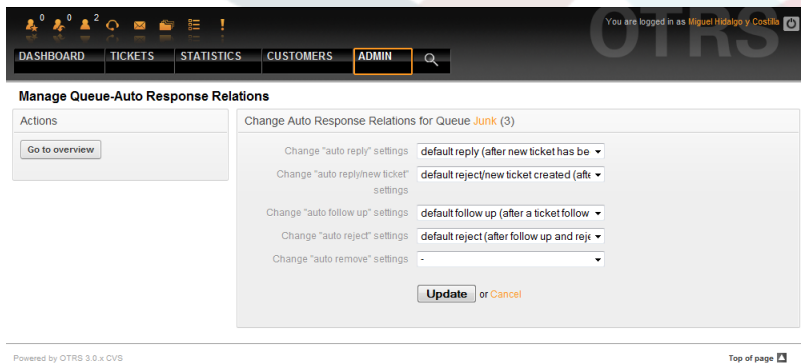 0 0 2
You are logged in as Miguel Hidalgo y Costilla
OTRS
DASHBOARD TICKETS STATISTICS CUSTOMERS ADMIN
Manage Queue-Auto Response Relations
Actions
Go to overview
Change Auto Response Relations for Queue Junk (3)
Change "auto reply" settings default reply (after new ticket has be
Change "auto reply/new ticket" settings default reject/new ticket created (afte
Change "auto follow up" settings default follow up (after a ticket follow
Change "auto reject" settings default reject (after follow up and reje
Change "auto remove" settings -
Update or Cancel
Powered by OTRS 3.0.x CVS
Top of page